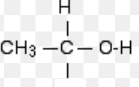 H
CH₃ – C – O-H